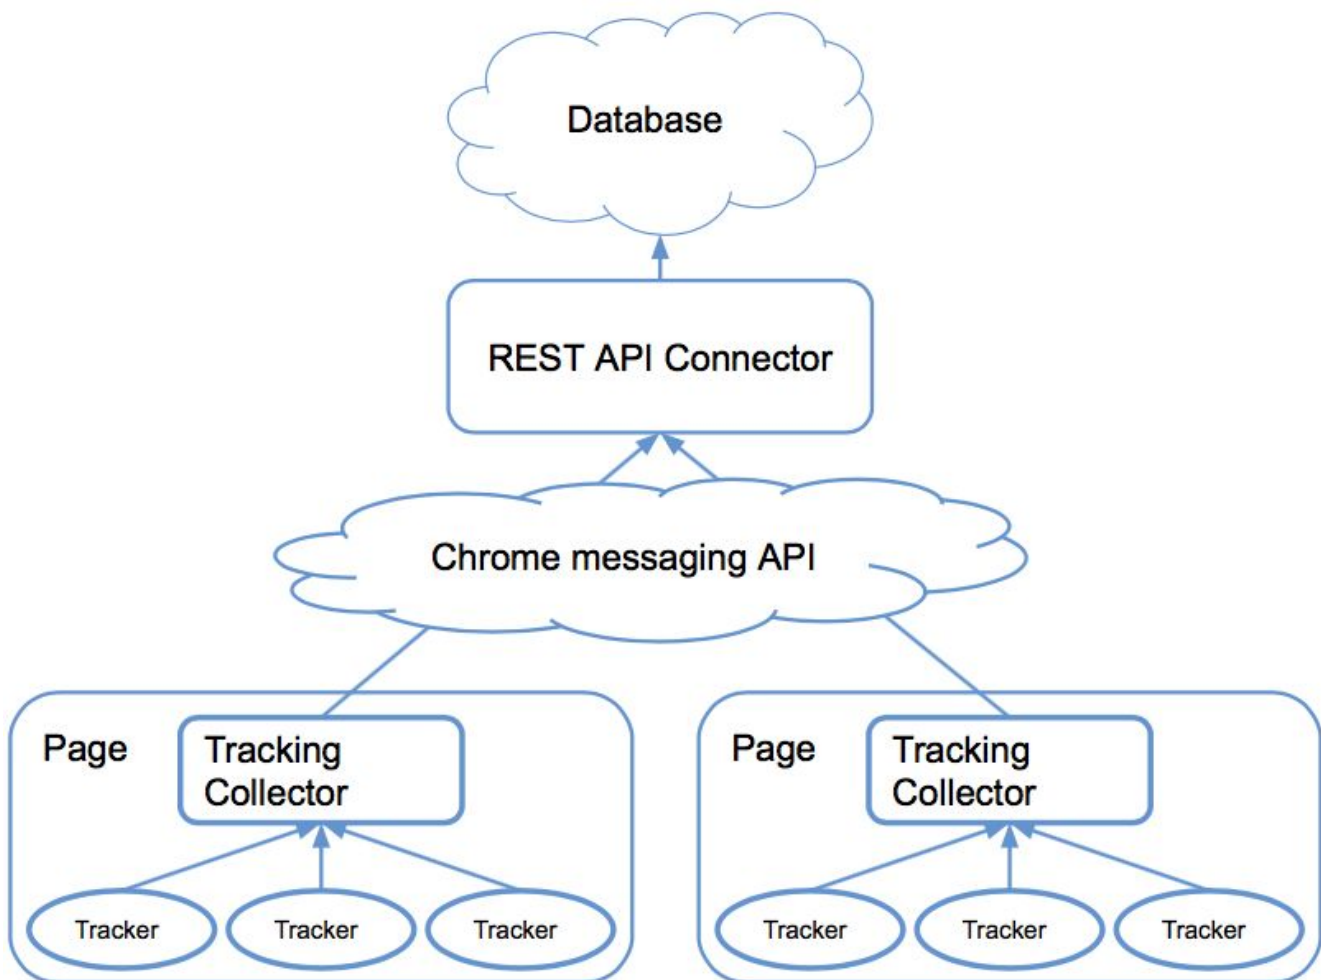 Database
REST API Connector
Chrome messaging API
Page
Tracking
Collector
Tracker
Tracker
Tracker
Page
Tracking
Collector
Tracker
Tracker
Tracker